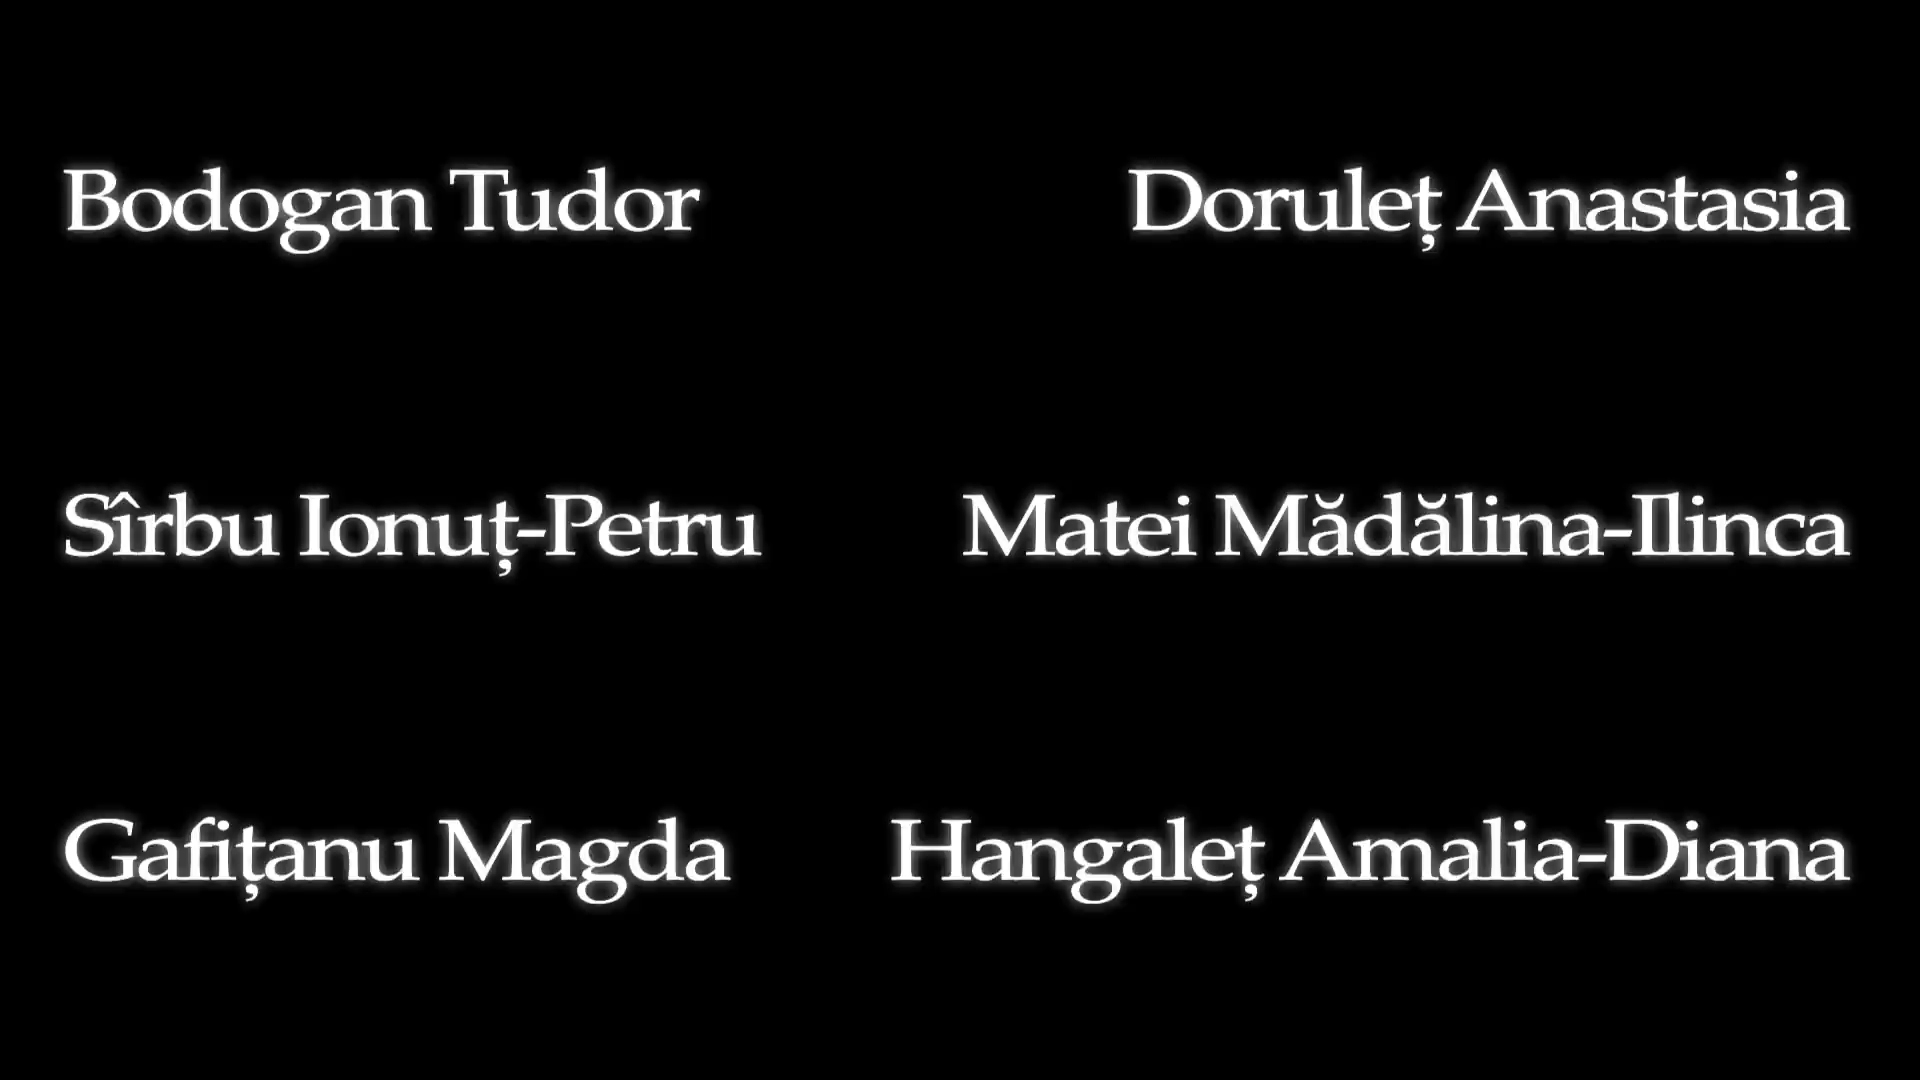 Bodogan Tudor
Doruleț Anastasia
Sîrbu Ionuț-Petru
Matei Mădălina-Ilinca
Gafițanu Magda
Hangaleț Amalia-Diana